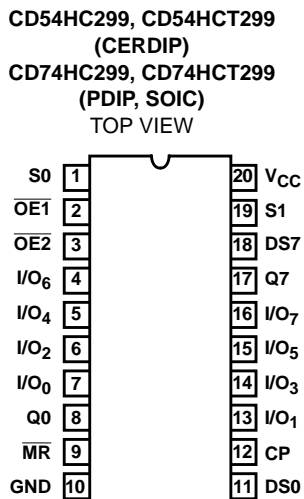 CD54HC299, CD54HCT299
(CERDIP)
CD74HC299, CD74HCT299
(PDIP, SOIC)
TOP VIEW
S0 1 20 VCC
OE1 2 19 S1
OE2 3 18 DS7
I/O6 4 17 Q7
I/O4 5 16 I/O7
I/O2 6 15 I/O5
I/O0 7 14 I/O3
Q0 8 13 I/O1
MR 9 12 CP
GND 10 11 DS0